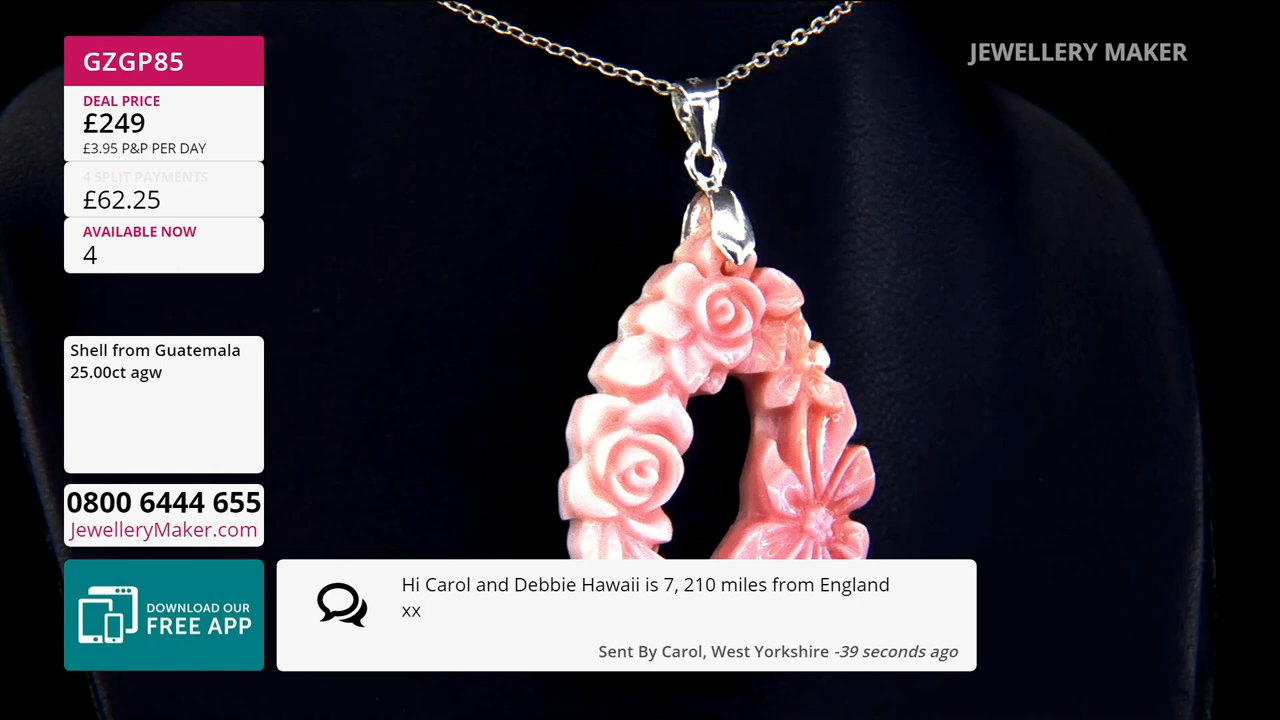 GZGP85
DEAL PRICE
£249
£3.95 P&P PER DAY
4 SPLIT PAYMENTS
£62.25
AVAILABLE NOW
4
Shell from Guatemala
25.00ct agw
0800 6444 655
JewelleryMaker.com
DOWNLOAD OUR
FREE APP
JEWELLERY MAKER
Hi Carol and Debbie Hawaii is 7, 210 miles from England
xx
Sent By Carol, West Yorkshire -39 seconds ago